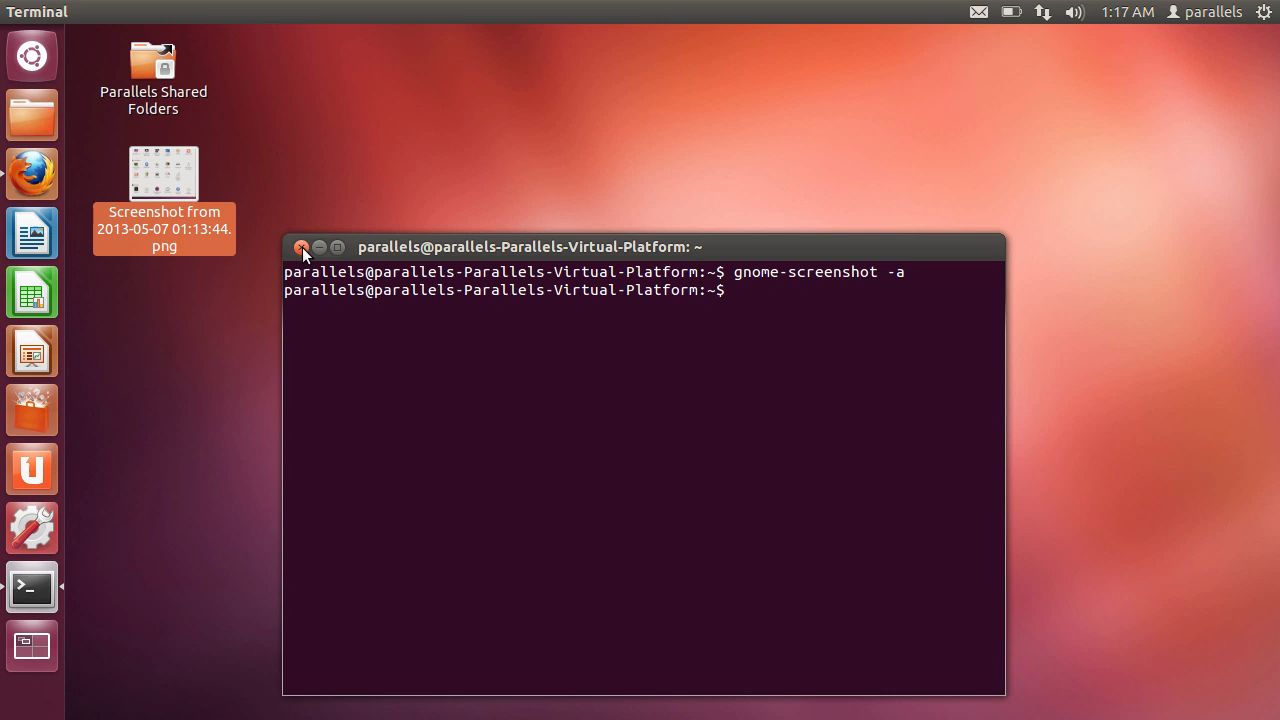 Terminal
1:17 AM
parallels
Parallels Shared
Folders
Screenshot from
2013-05-07 01:13:44.
png
parallels@parallels-Parallels-Virtual-Platform: ~
parallels@parallels-Parallels-Virtual-Platform:~$ gnome-screenshot -a
parallels@parallels-Parallels-Virtual-Platform:~$